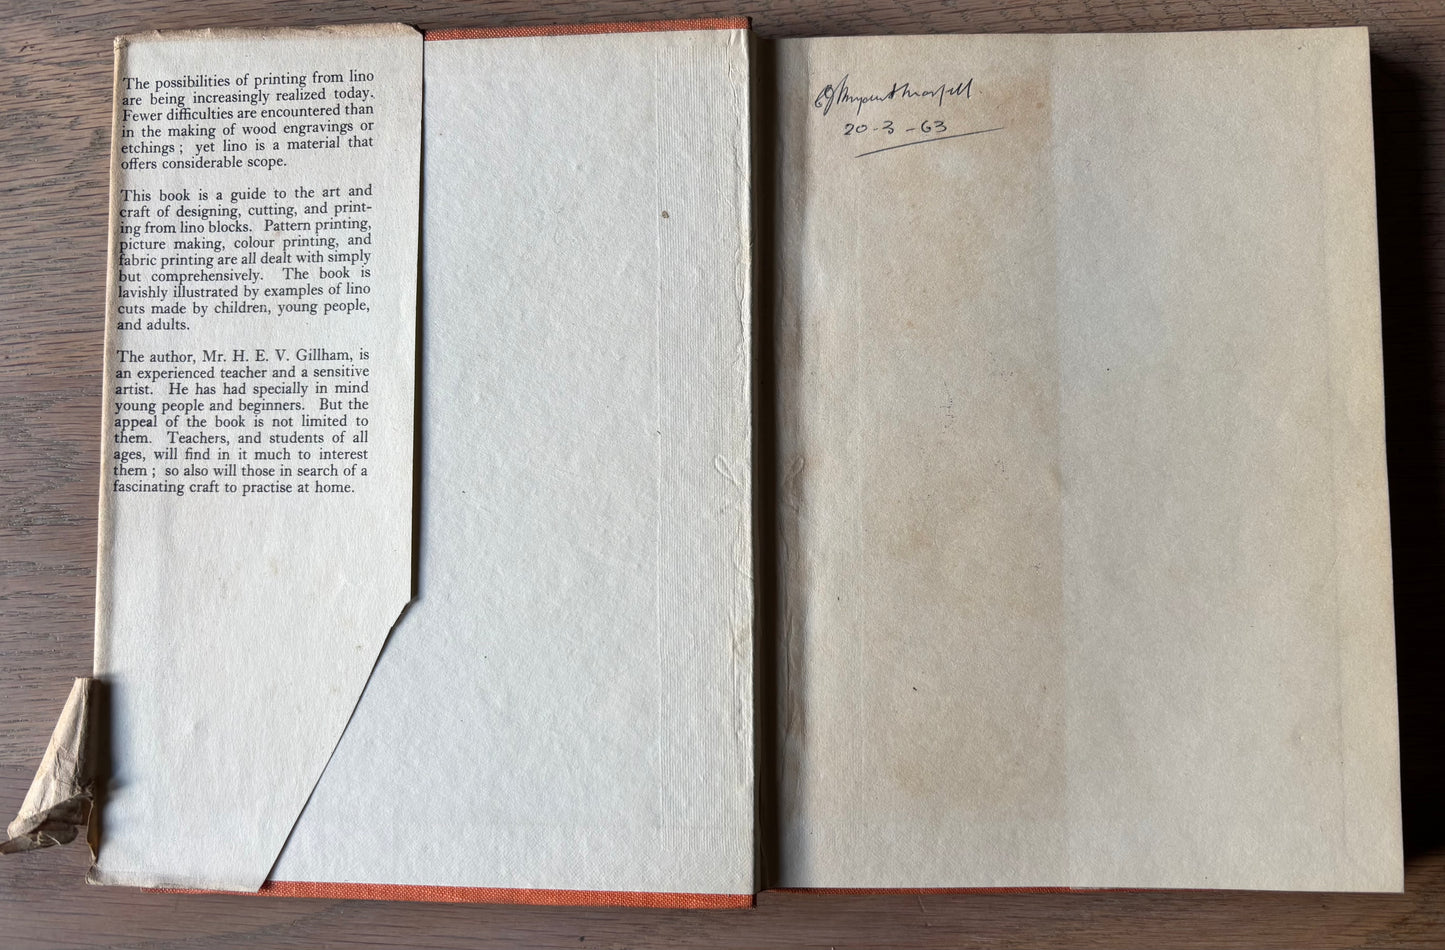 The possibilities of printing from lino
are being increasingly realized today.
Fewer difficulties are encountered than
in the making of wood engravings or
etchings ; yet lino is a material that
offers considerable scope.
This book is a guide to the art and
craft of designing, cutting, and print-
ing from lino blocks. Pattern printing,
picture making, colour printing, and
fabric printing are all dealt with simply
but comprehensively. The book is
lavishly illustrated by examples of lino
cuts made by children, young people,
and adults.
The author, Mr. H. E. V. Gillham, is
an experienced teacher and a sensitive
artist. He has had specially in mind
young people and beginners. But the
appeal of the book is not limited to
them. Teachers, and students of all
ages, will find in it much to interest
them ; so also will those in search of a
fascinating craft to practise at home.
20-3-63